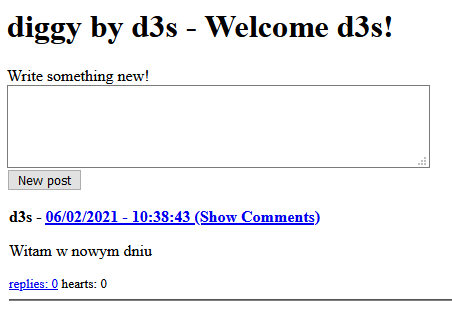 diggy by d3s - Welcome d3s!
Write something new!
New post
d3s - 06/02/2021 - 10:38:43 (Show Comments)
Witam w nowym dniu
replies: 0 hearts: 0